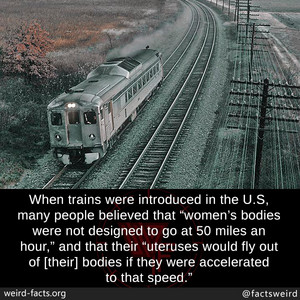 When trains were introduced in the U.S,
many people believed that “women's bodies
were not designed to go at 50 miles an
hour,” and that their “uteruses would fly out
of [their] bodies if they were accelerated
to that speed.”
weird-facts.org
@factsweird